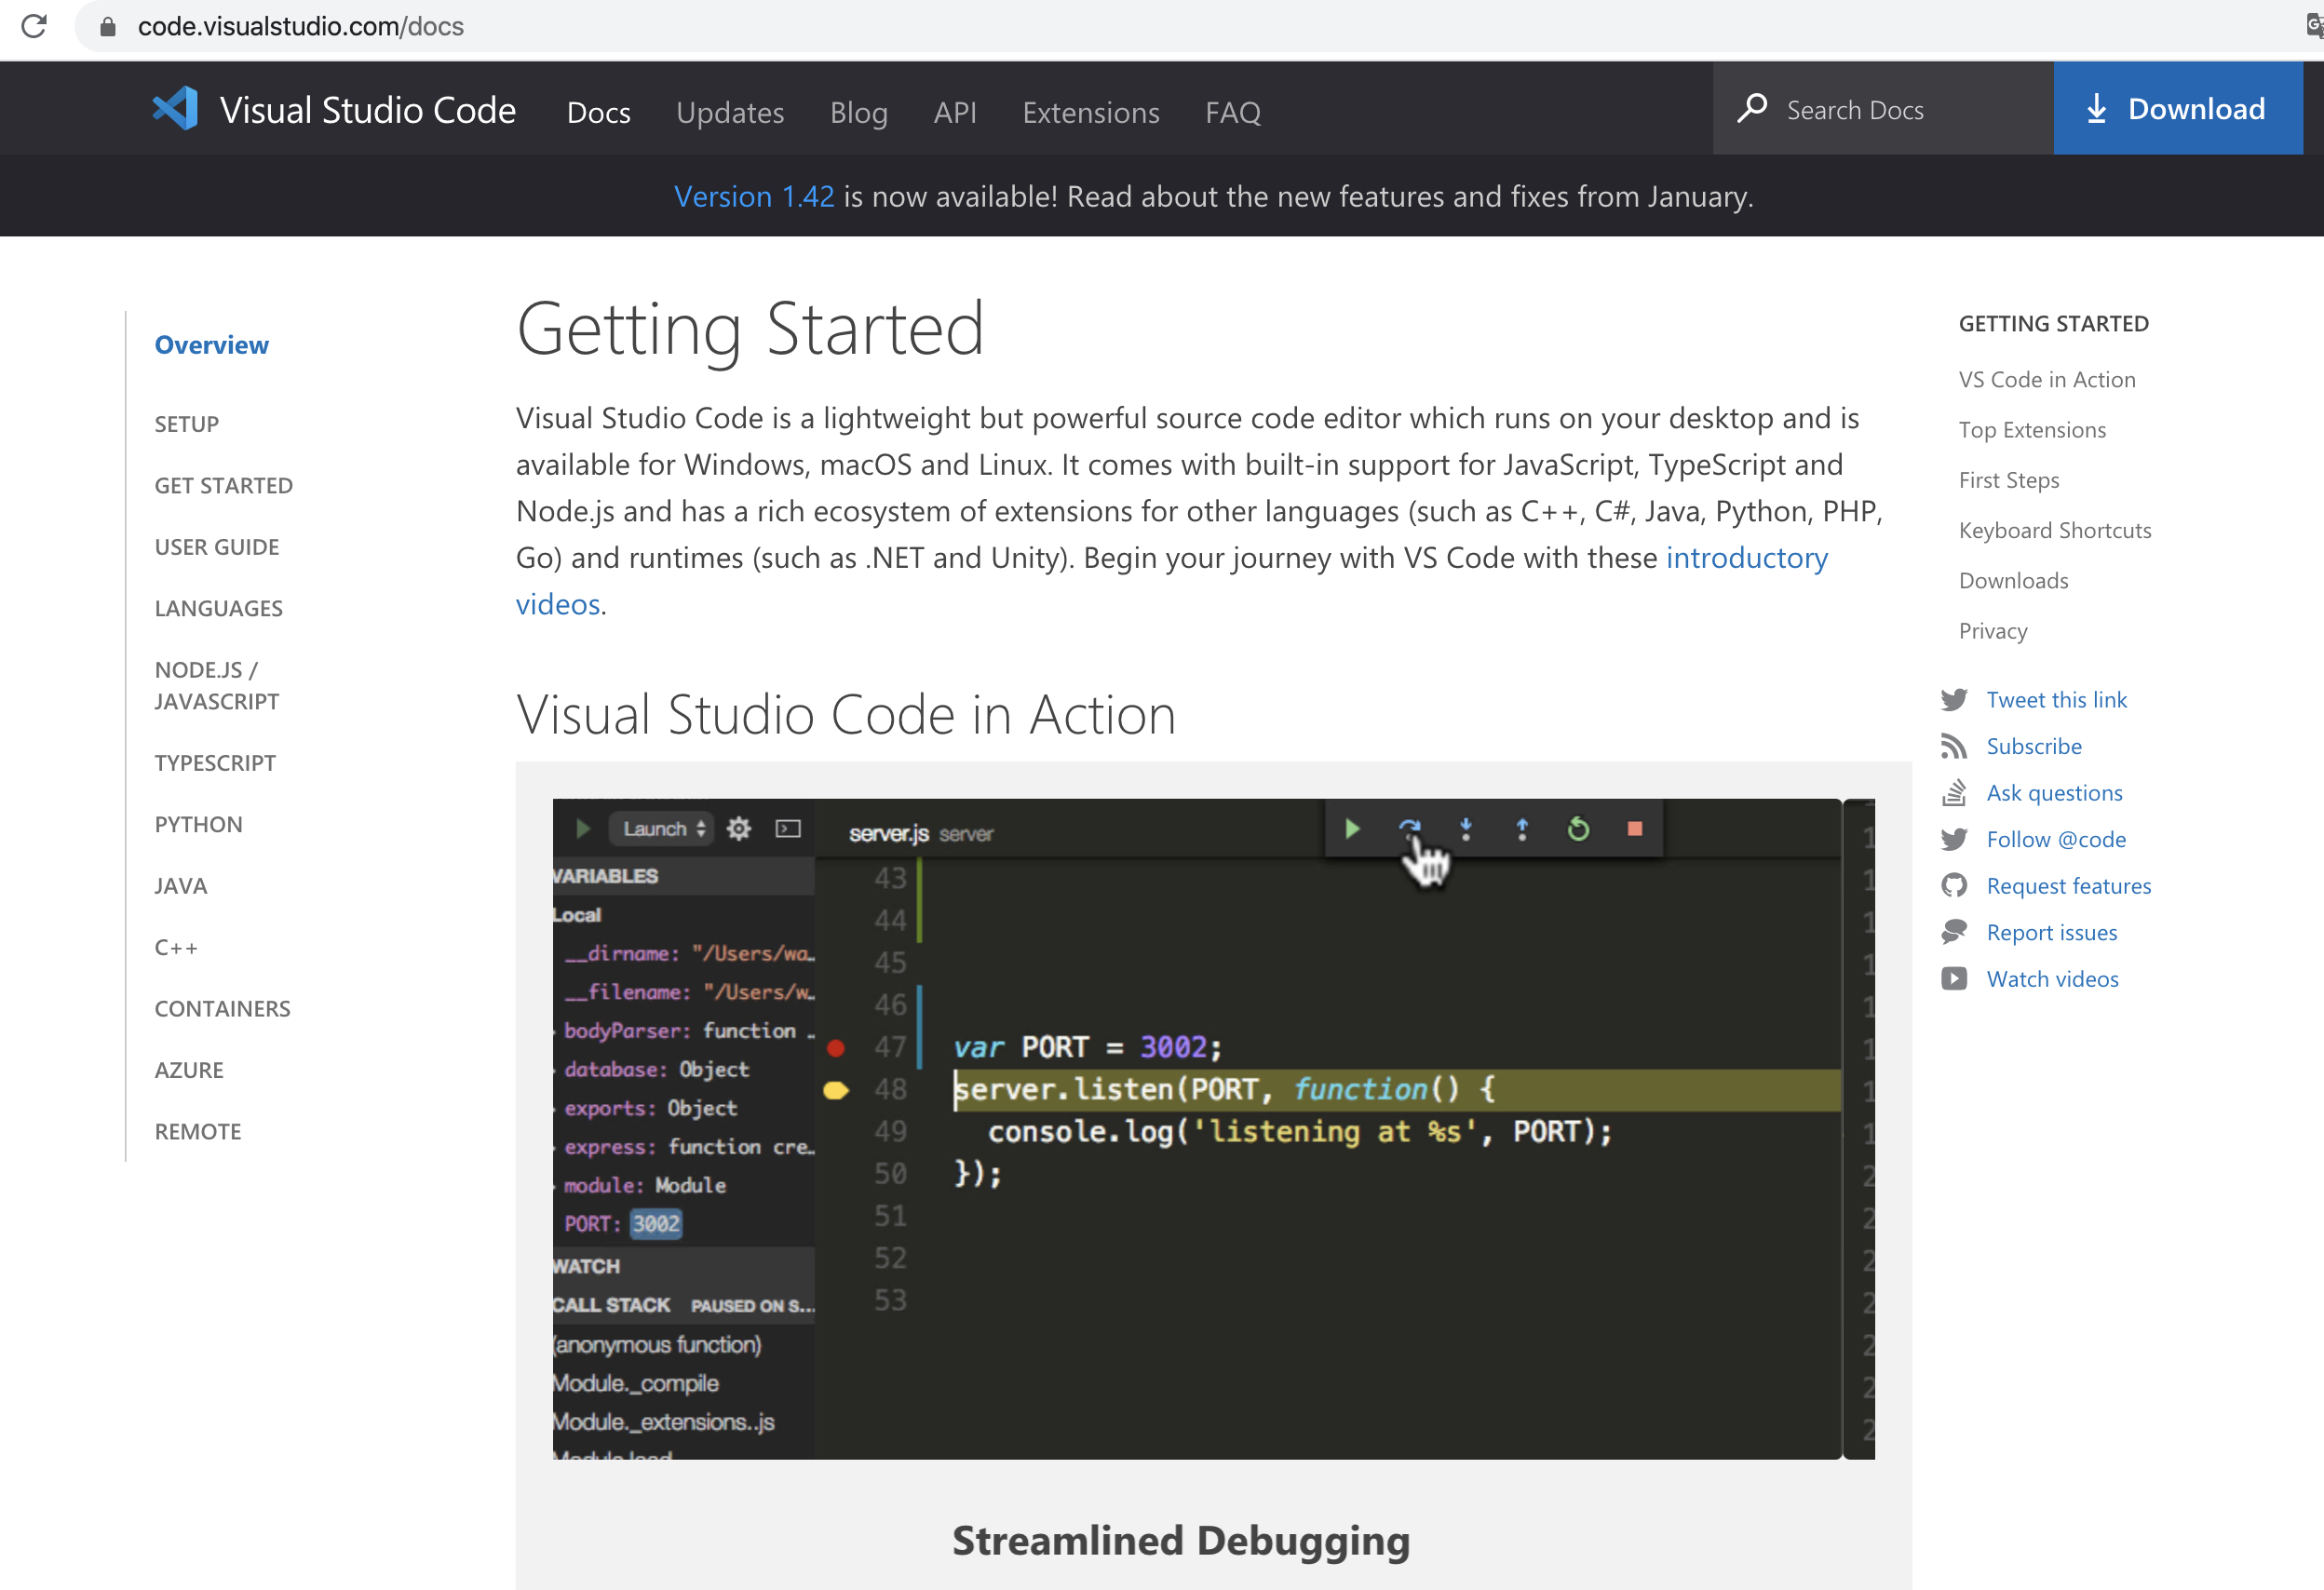 code.visualstudio.com/docs
Visual Studio Code
Docs
Updates
Blog
API
Extensions
FAQ
Search Docs
Download
Version 1.42 is now available! Read about the new features and fixes from January.
Overview
SETUP
GET STARTED
USER GUIDE
LANGUAGES
NODE.JS /
JAVASCRIPT
TYPESCRIPT
PYTHON
JAVA
C++
CONTAINERS
AZURE
REMOTE
Getting Started
Visual Studio Code is a lightweight but powerful source code editor which runs on your desktop and is
available for Windows, macOS and Linux. It comes with built-in support for JavaScript, TypeScript and
Node.js and has a rich ecosystem of extensions for other languages (such as C++, C#, Java, Python, PHP,
Go) and runtimes (such as .NET and Unity). Begin your journey with VS Code with these introductory
videos.
Visual Studio Code in Action
Launch
VARIABLES
Local
__dirname: "/Users/wa…
__filename: "/Users/w…
bodyParser: function …
database: Object
exports: Object
express: function cre…
module: Module
PORT: 3002
WATCH
CALL STACK PAUSED ON S…
(anonymous function)
Module._compile
Module._extensions..js
server.js server
43
44
45
46
47 var PORT = 3002;
48 server.listen(PORT, function() {
49 console.log('listening at %s', PORT);
50 });
51
52
53
Streamlined Debugging
GETTING STARTED
VS Code in Action
Top Extensions
First Steps
Keyboard Shortcuts
Downloads
Privacy
Tweet this link
Subscribe
Ask questions
Follow @code
Request features
Report issues
Watch videos